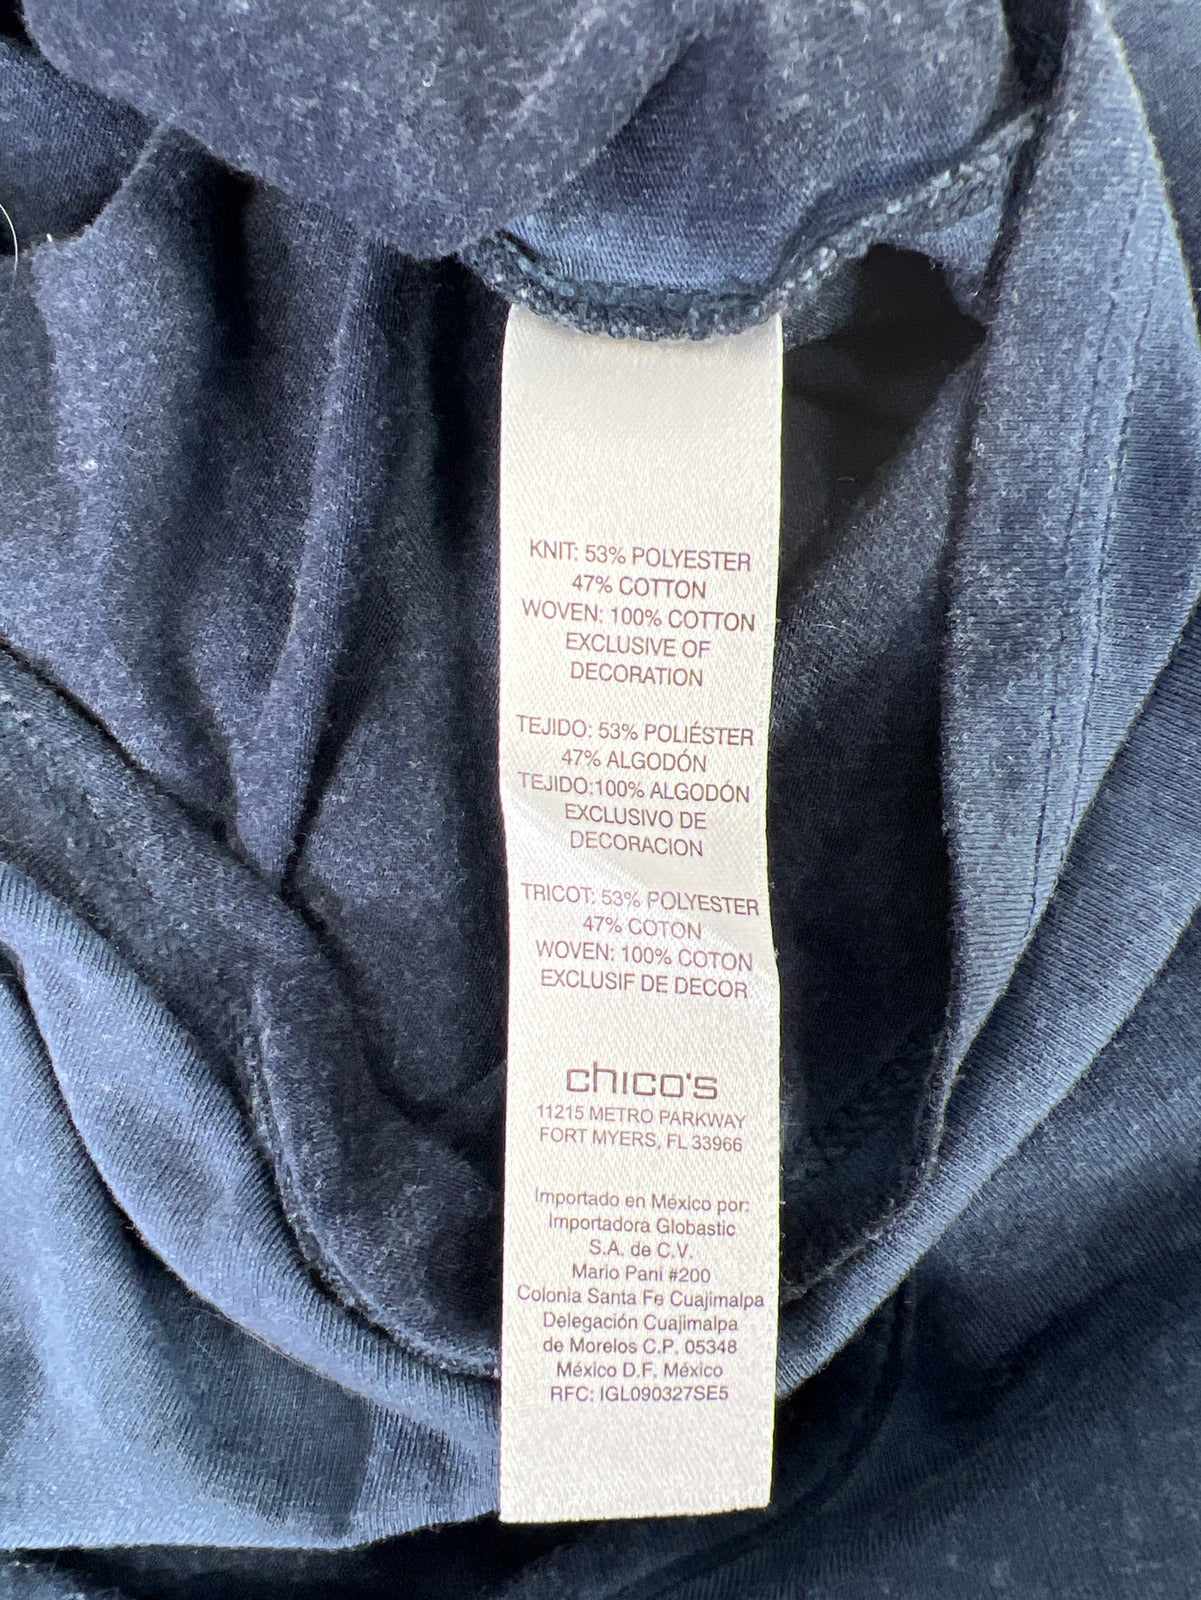 KNIT: 53% POLYESTER
47% COTTON
WOVEN: 100% COTTON
EXCLUSIVE OF
DECORATION
TEJIDO: 53% POLIÉSTER
47% ALGODÓN
TEJIDO:100% ALGODÓN
EXCLUSIVO DE
DECORACION
TRICOT: 53% POLYESTER
47% COTON
WOVEN: 100% COTON
EXCLUSIF DE DECOR
chico's
11215 METRO PARKWAY
FORT MYERS, FL 33966
Importado en México por:
Importadora Globastic
S.A. de C.V.
Mario Pani #200
Colonia Santa Fe Cuajimalpa
Delegación Cuajimalpa
de Morelos C.P. 05348
México D.F. México
RFC: IGL090327SE5